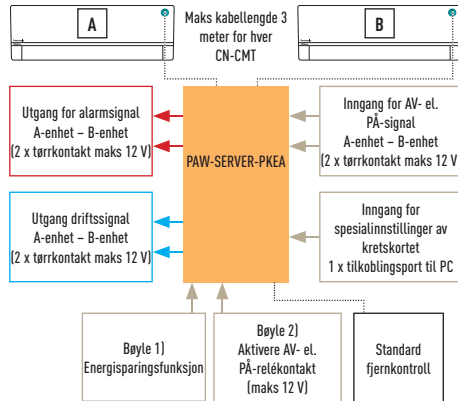 A
Maks kabellengde 3
meter for hver
CN-CMT
B
Utgang for alarmsignal
A-enhet – B-enhet
(2 x tørrkontakt maks 12 V)
PAW-SERVER-PKEA
Inngang for AV- el.
PÅ-signal
A-enhet – B-enhet
(2 x tørrkontakt maks 12 V)
Utgang driftssignal
A-enhet – B-enhet
(2 x tørrkontakt maks 12 V)
Inngang for
spesialinnstillinger av
kretskortet
1 x tilkoblingsport til PC
Bøyle 1)
Energisparingsfunksjon
Bøyle 2)
Aktivere AV- el.
PÅ-relékontakt
(maks 12 V)
Standard
fjernkontroll